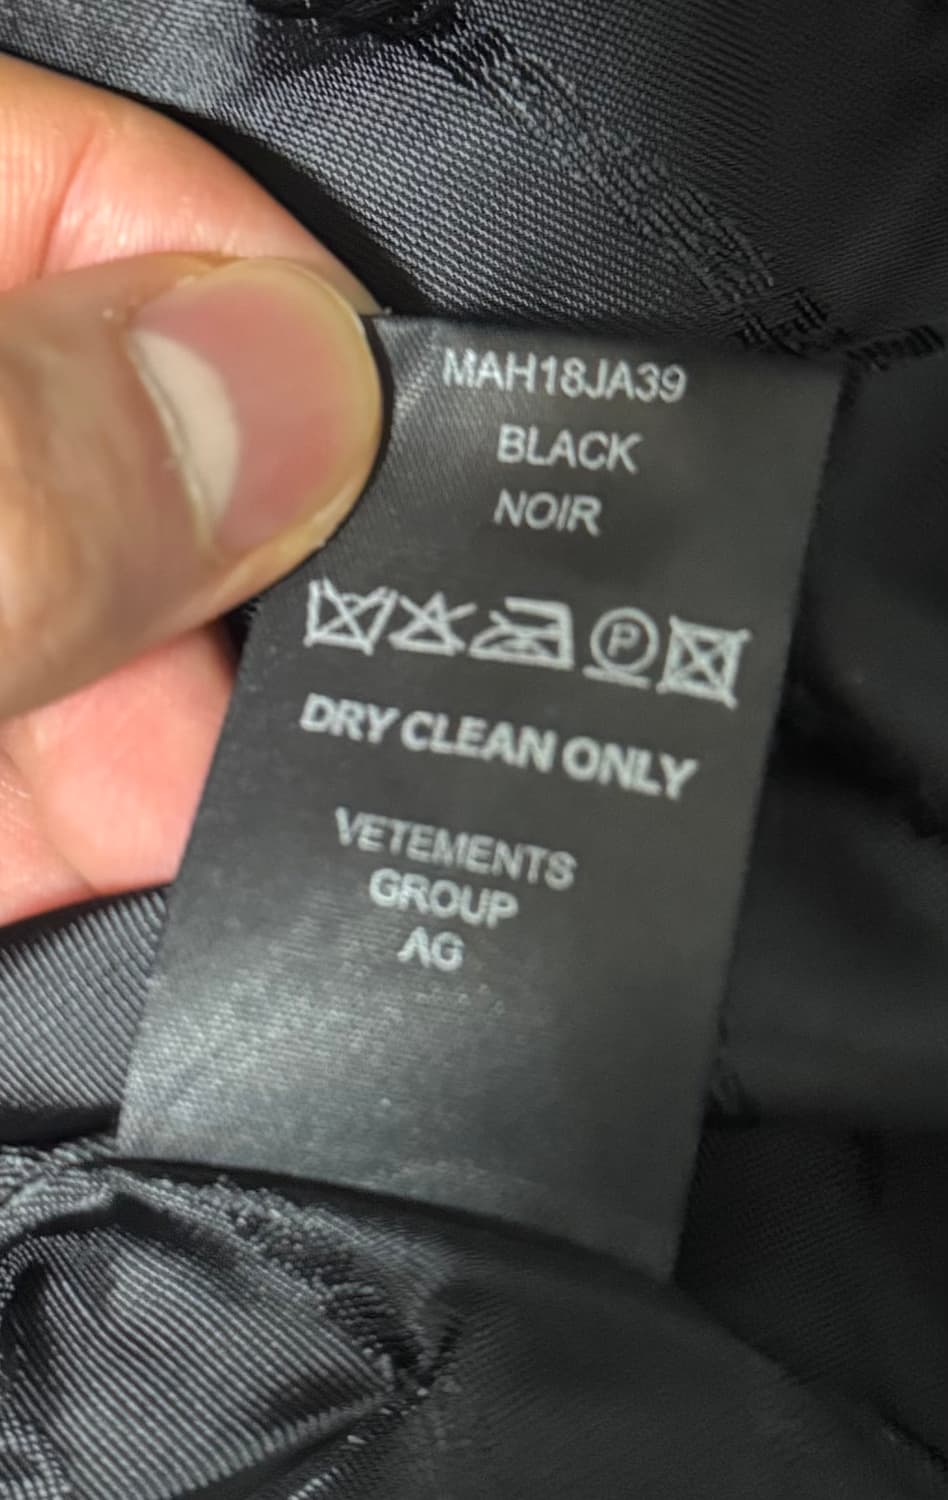 MAH18JA39
BLACK
NOIR
P
DRY CLEAN ONLY
VETEMENTS
GROUP
AG